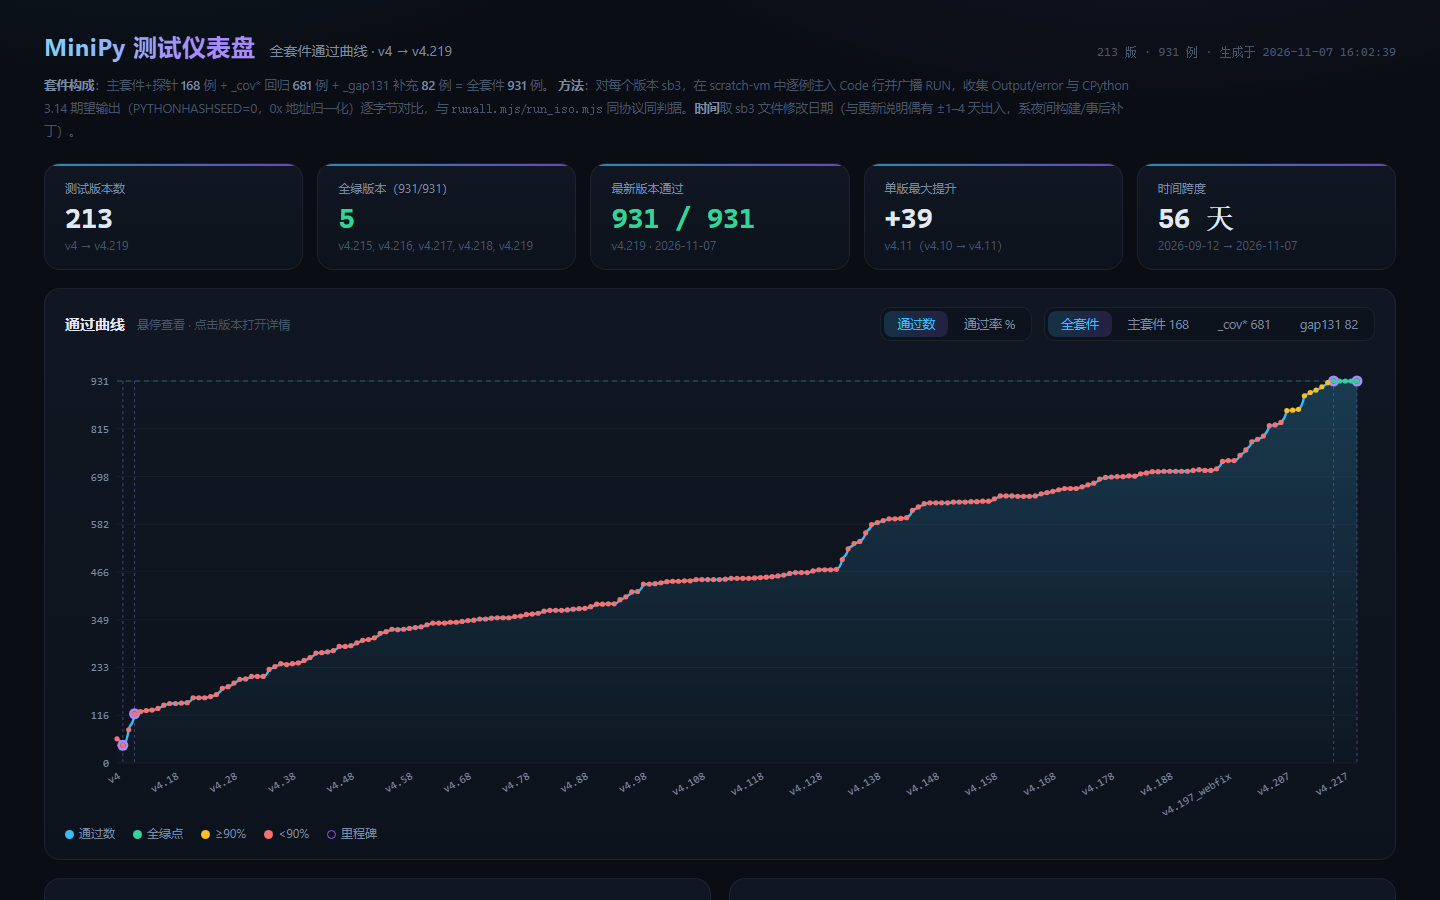 MiniPy 测试仪表盘 全套件通过曲线 · v4 → v4.219
213 版 · 931 例 · 生成于 2026-11-07 16:02:39
套件构成：主套件+探针 168 例 + _cov* 回归 681 例 + _gap131 补充 82 例 = 全套件 931 例。 方法：对每个版本 sb3，在 scratch-vm 中逐例注入 Code 行并广播 RUN，收集 Output/error 与 CPython
3.14 期望输出（PYTHONHASHSEED=0，0x 地址归一化）逐字节对比，与 runall.mjs/run_iso.mjs 同协议同判据。时间取 sb3 文件修改日期（与更新说明偶有 ±1–4 天出入，系夜间构建/事后补
丁）。
测试版本数
213
v4 → v4.219
全绿版本（931/931）
5
v4.215, v4.216, v4.217, v4.218, v4.219
最新版本通过
931 / 931
v4.219 · 2026-11-07
单版最大提升
+39
v4.11（v4.10 → v4.11）
时间跨度
56 天
2026-09-12 → 2026-11-07
通过曲线 悬停查看 · 点击版本打开详情
通过数 通过率 % 全套件 主套件 168 _cov* 681 gap131 82
931
815
698
582
466
349
233
116
0
v4 v4.18 v4.28 v4.38 v4.48 v4.58 v4.68 v4.78 v4.88 v4.98 v4.108 v4.118 v4.128 v4.138 v4.148 v4.158 v4.168 v4.178 v4.188 v4.197_webfix v4.207 v4.217
通过数 全绿点 ≥90% <90% 里程碑